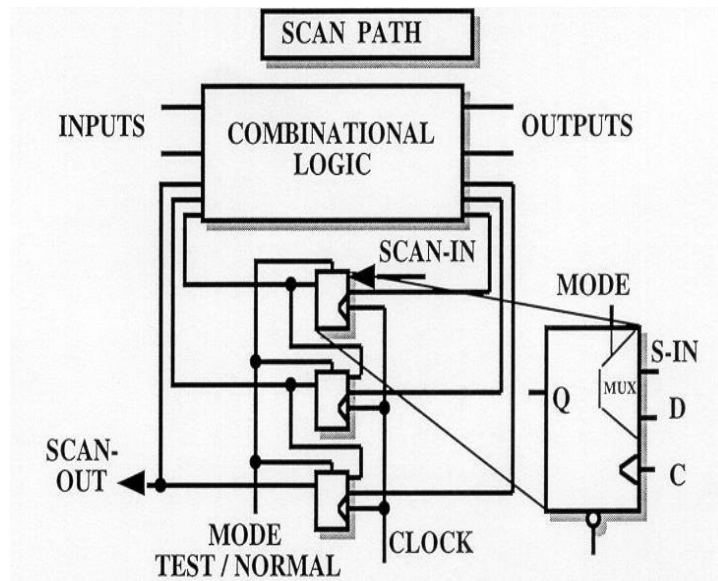 SCAN PATH
INPUTS
COMBINATIONAL
LOGIC
OUTPUTS
SCAN-IN
MODE
S-IN
MUX
Q
D
C
SCAN-
OUT
MODE
TEST / NORMAL
CLOCK